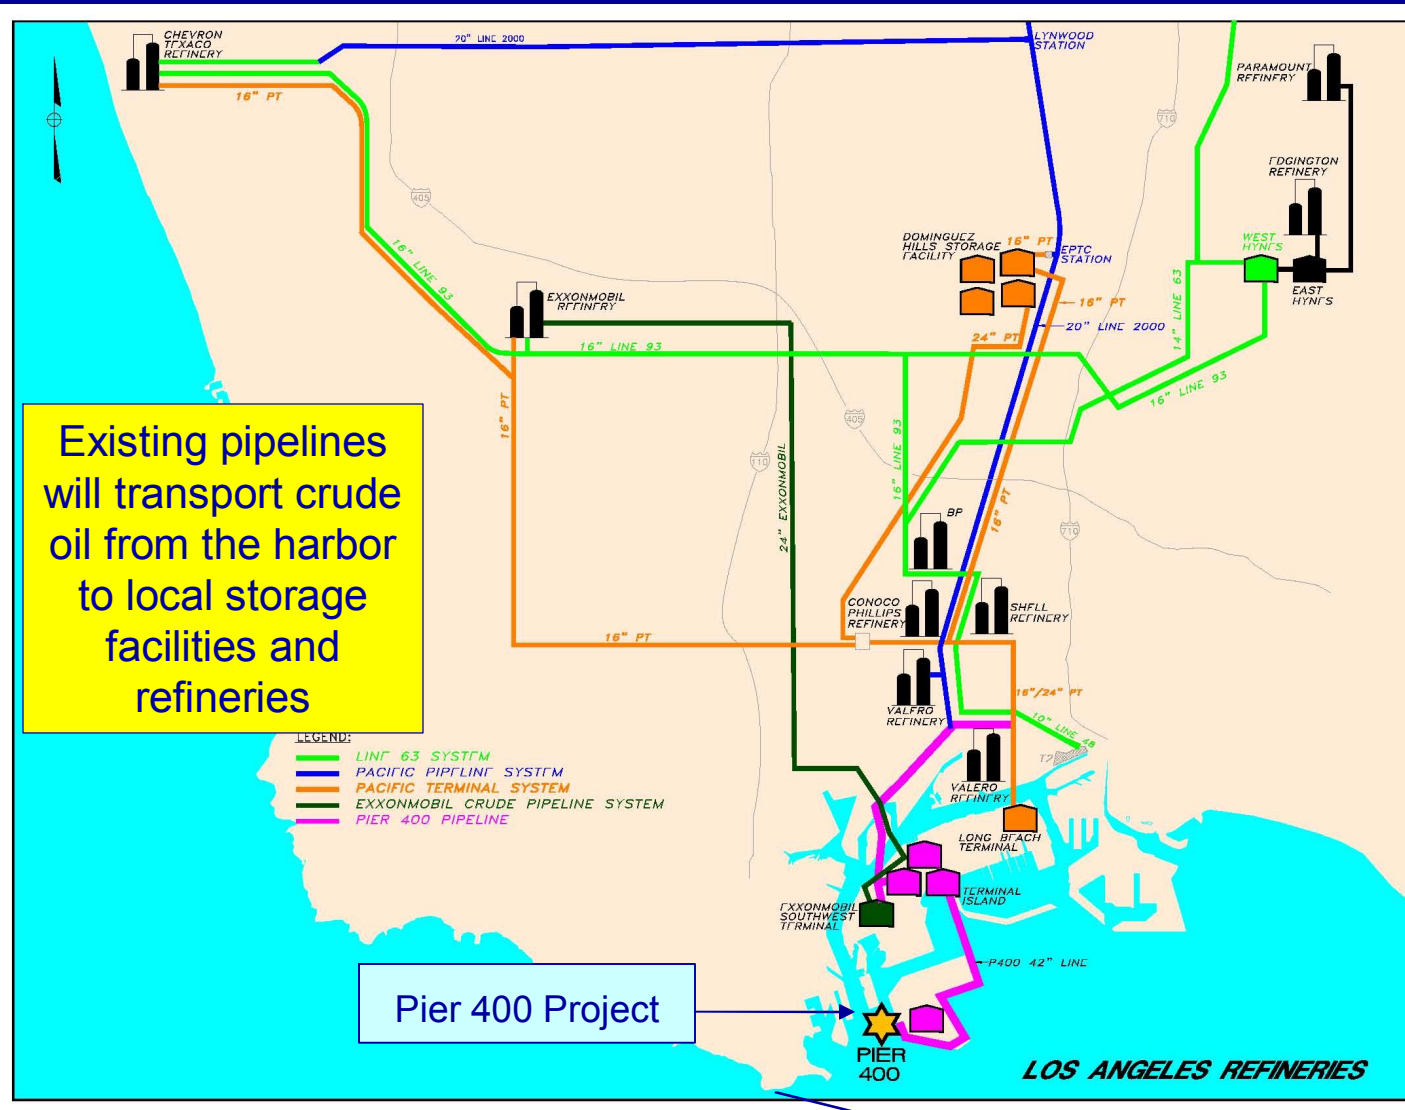 CHEVRON
TEXACO
REFINERY
20" LINE 2000
LYNWOOD
STATION
PARAMOUNT
REFINERY
16" PT
710
EDGINGTON
REFINERY
405
DOMINGUEZ
HILLS STORAGE
FACILITY
16" PT
EPTC
STATION
WEST
HYNES
EAST
HYNES
16" LINE 93
EXXONMOBIL
REFINERY
16" PT
20" LINE 2000
14" LINE 63
24" PT
16" LINE 93
16" LINE 93
16" PT
Existing pipelines
will transport crude
oil from the harbor
to local storage
facilities and
refineries
405
110
24" EXXONMOBIL
16" LINE 93
16" PT
BP
710
CONOCO
PHILLIPS
REFINERY
SHELL
REFINERY
16" PT
VALERO
REFINERY
16"/24" PT
10" LINE 48
T2
LEGEND:
LINE 63 SYSTEM
PACIFIC PIPELINE SYSTEM
PACIFIC TERMINAL SYSTEM
EXXONMOBIL CRUDE PIPELINE SYSTEM
PIER 400 PIPELINE
VALERO
REFINERY
LONG BEACH
TERMINAL
TERMINAL
ISLAND
EXXONMOBIL
SOUTHWEST
TERMINAL
P400 42" LINE
Pier 400 Project
PIER
400
LOS ANGELES REFINERIES